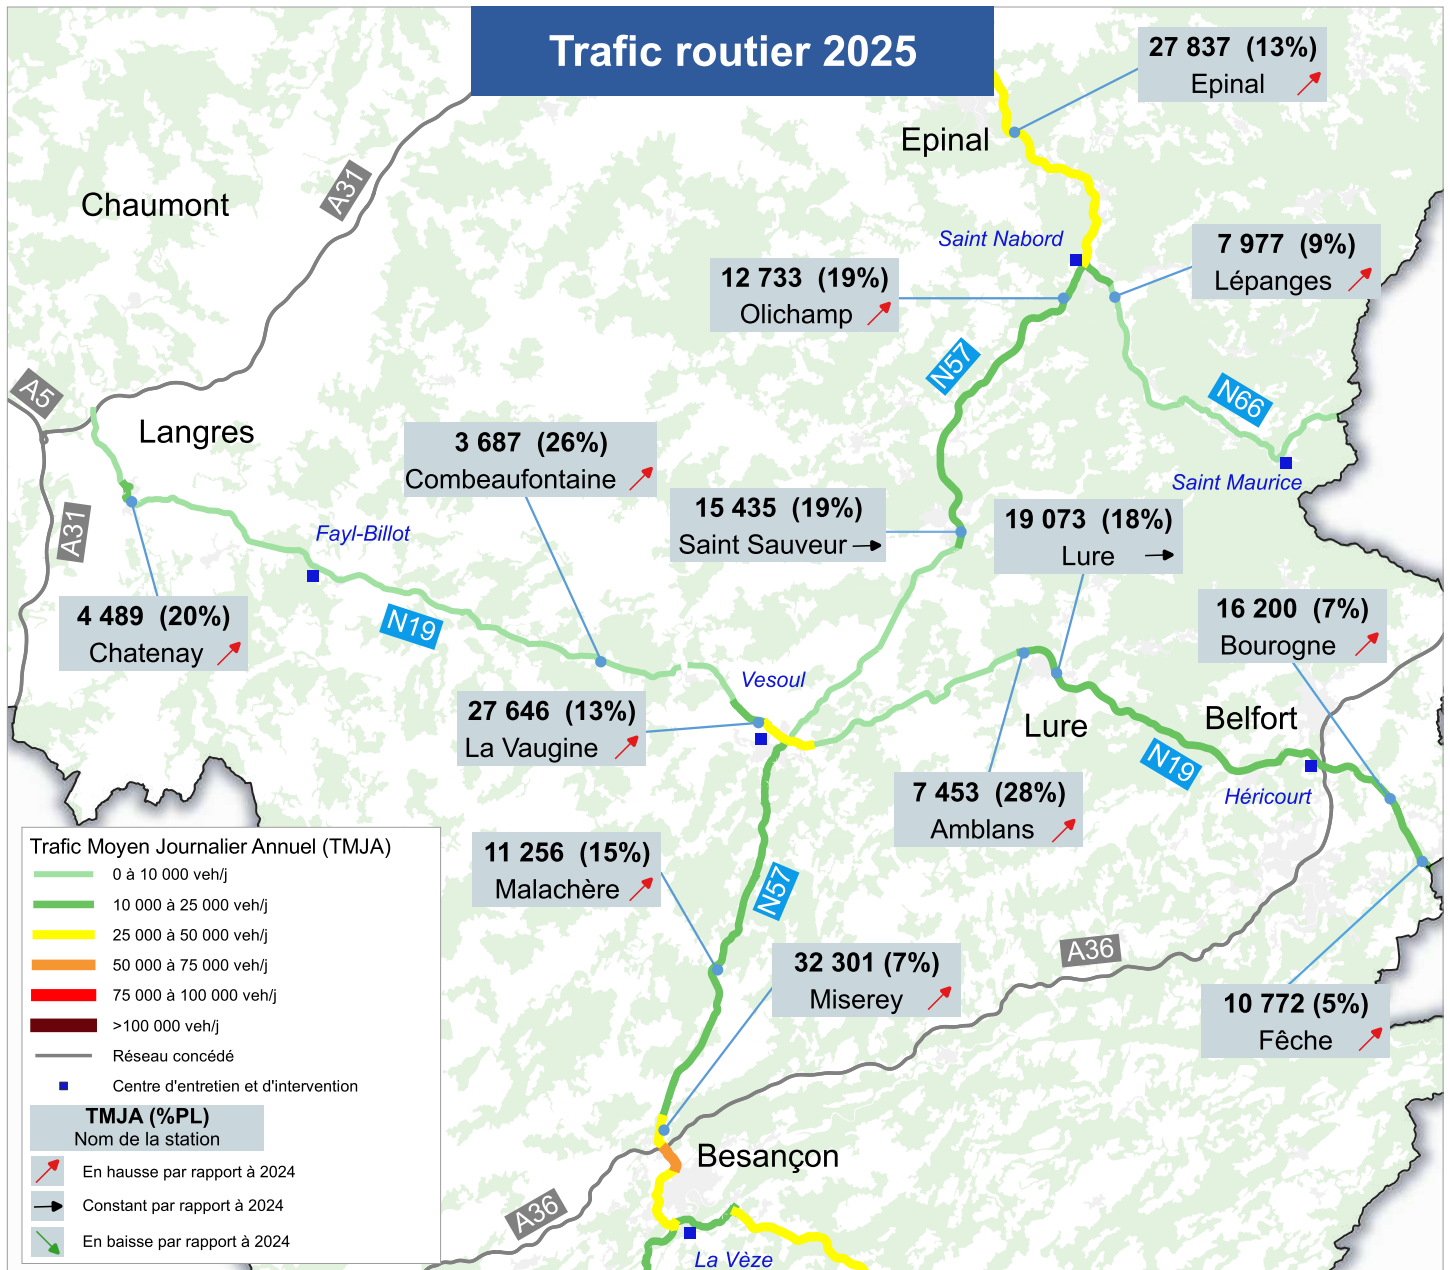 Trafic routier 2025
27 837 (13%)
Epinal
Epinal
Chaumont
A31
Saint Nabord
7 977 (9%)
Lépanges
12 733 (19%)
Olichamp
N57
N66
A5
Langres
3 687 (26%)
Combeaufontaine
Saint Maurice
15 435 (19%)
Saint Sauveur
19 073 (18%)
Lure
A31
Fayl-Billot
4 489 (20%)
Chatenay
N19
16 200 (7%)
Bourogne
Vesoul
27 646 (13%)
La Vaugine
Lure
Belfort
N19
Héricourt
7 453 (28%)
Amblans
11 256 (15%)
Malachère
N57
A36
32 301 (7%)
Miserey
10 772 (5%)
Fêche
Besançon
A36
La Vèze
Trafic Moyen Journalier Annuel (TMJA)
0 à 10 000 veh/j
10 000 à 25 000 veh/j
25 000 à 50 000 veh/j
50 000 à 75 000 veh/j
75 000 à 100 000 veh/j
>100 000 veh/j
Réseau concédé
Centre d'entretien et d'intervention
TMJA (%PL)
Nom de la station
En hausse par rapport à 2024
Constant par rapport à 2024
En baisse par rapport à 2024